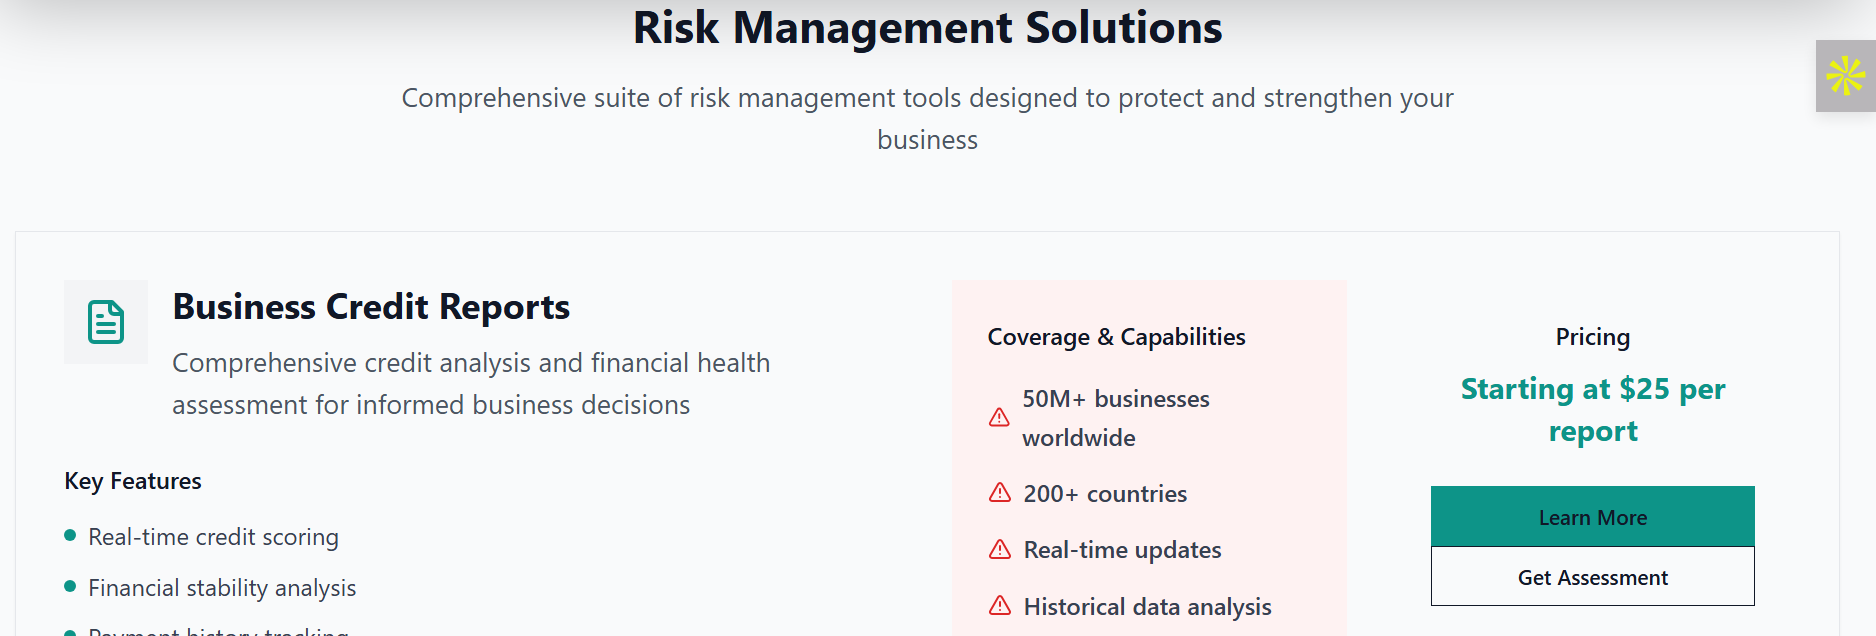 Risk Management Solutions
Comprehensive suite of risk management tools designed to protect and strengthen your
business
Business Credit Reports
Comprehensive credit analysis and financial health
assessment for informed business decisions
Key Features
Real-time credit scoring
Financial stability analysis
Payment history tracking
Coverage & Capabilities
50M+ businesses
worldwide
200+ countries
Real-time updates
Historical data analysis
Pricing
Starting at $25 per
report
Learn More
Get Assessment